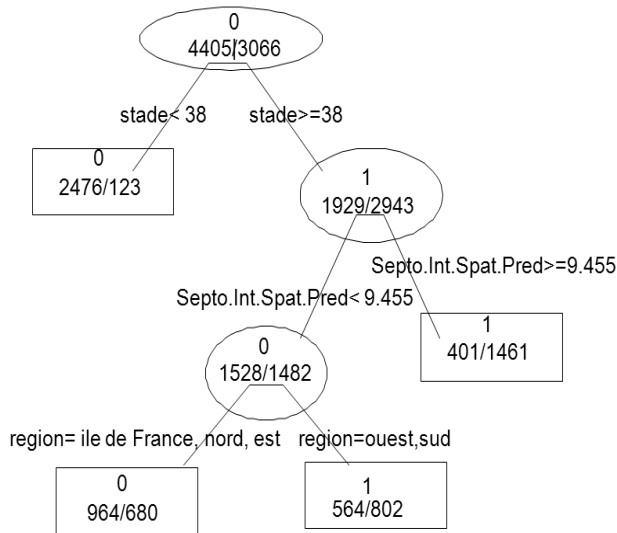 0
4405/3066
stade< 38
stade>=38
0
2476/123
1
1929/2943
Septo.Int.Spat.Pred>=9.455
Septo.Int.Spat.Pred< 9.455
0
1528/1482
1
401/1461
region= ile de France, nord, est
region=ouest,sud
0
964/680
1
564/802